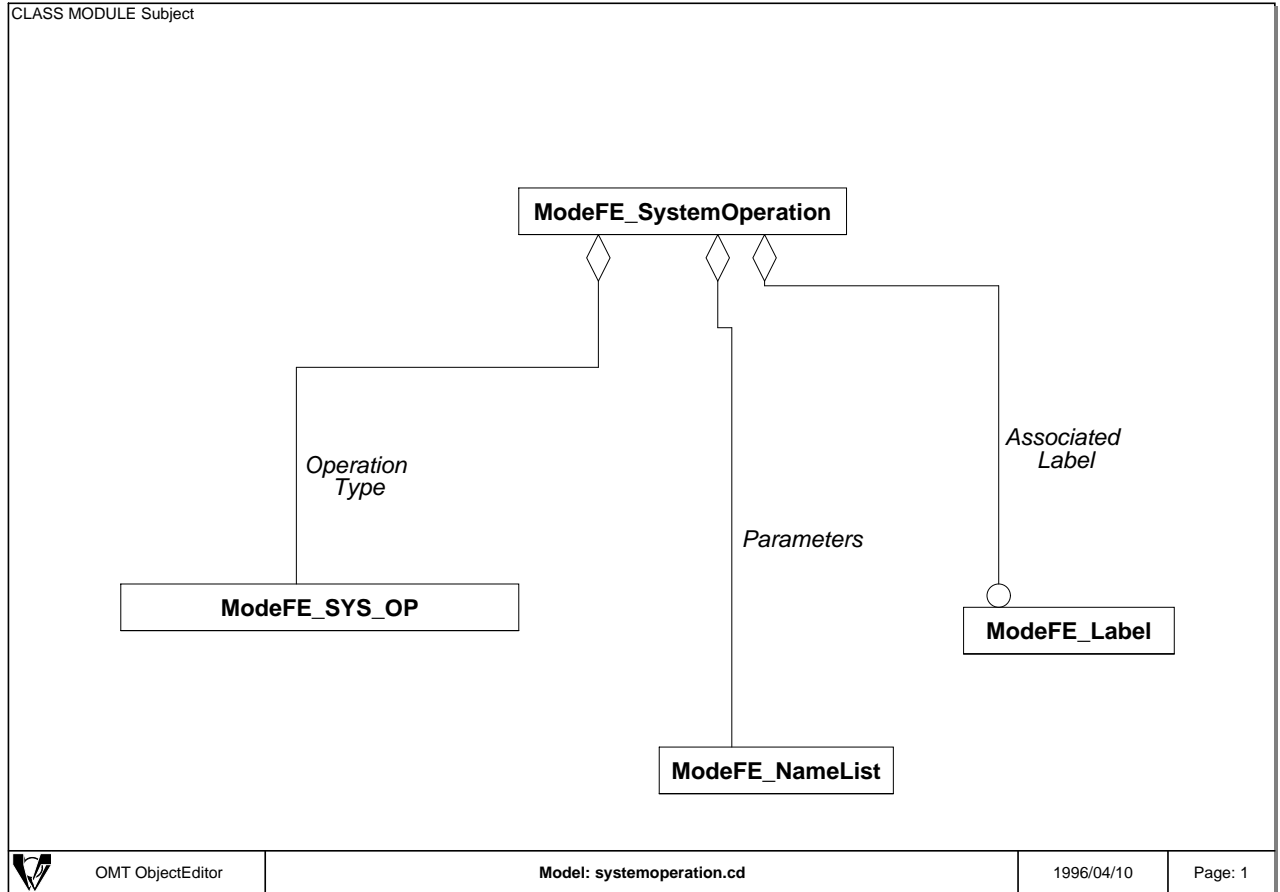 CLASS MODULE Subject
ModeFE_SystemOperation
Associated
Label
Operation
Type
Parameters
ModeFE_SYS_OP
ModeFE_Label
ModeFE_NameList
OMT ObjectEditor
Model: systemoperation.cd
1996/04/10
Page: 1